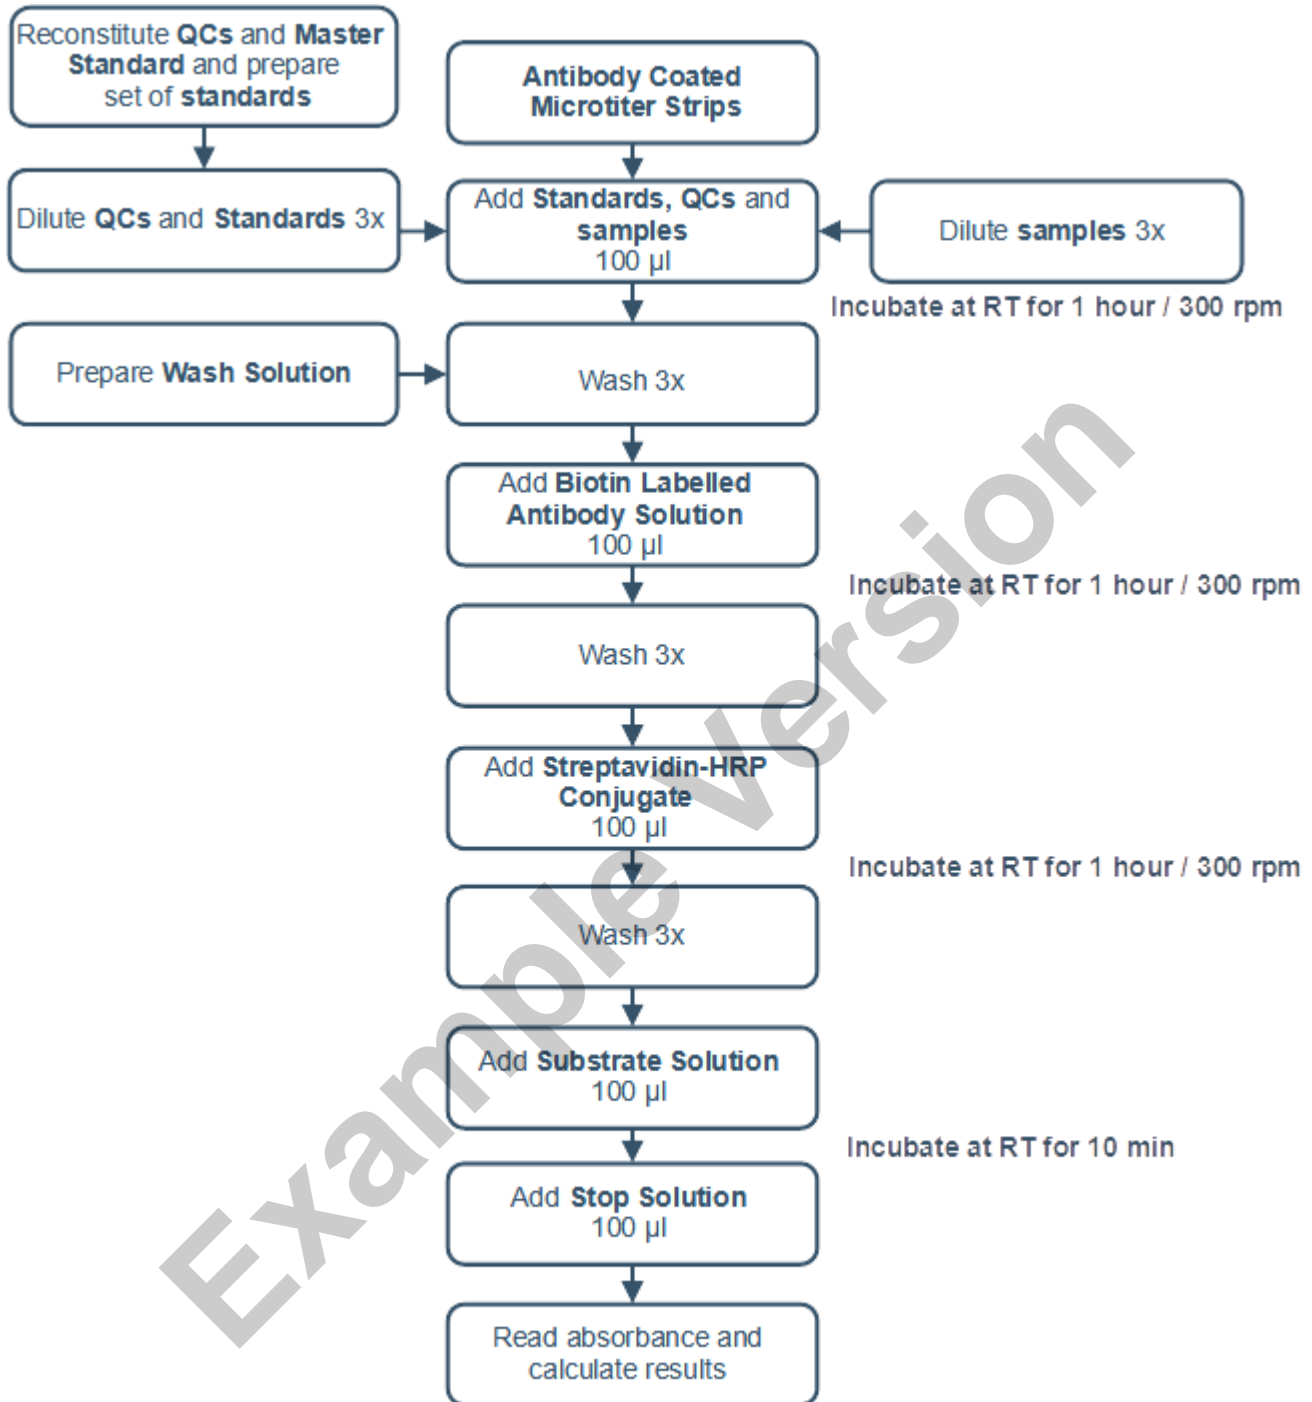 Reconstitute QCs and Master
Standard and prepare
set of standards
Antibody Coated
Microtiter Strips
Dilute QCs and Standards 3x
Add Standards, QCs and
samples
100 µl
Dilute samples 3x
Incubate at RT for 1 hour / 300 rpm
Prepare Wash Solution
Wash 3x
Add Biotin Labelled
Antibody Solution
100 µl
Incubate at RT for 1 hour / 300 rpm
Wash 3x
Add Streptavidin-HRP
Conjugate
100 µl
Incubate at RT for 1 hour / 300 rpm
Wash 3x
Add Substrate Solution
100 µl
Incubate at RT for 10 min
Add Stop Solution
100 µl
Read absorbance and
calculate results
Example Version